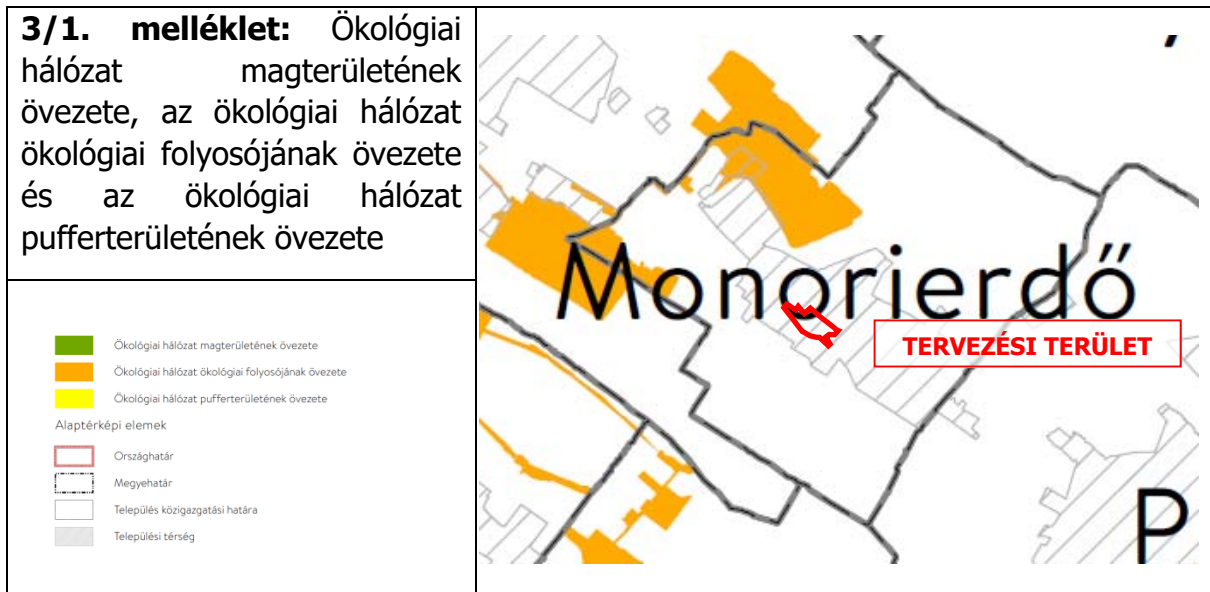 3/1. melléklet: Ökológiai
hálózat magterületének
övezete, az ökológiai hálózat
ökológiai folyosójának övezete
és az ökológiai hálózat
pufferterületének övezete
Ökológiai hálózat magterületének övezete
Ökológiai hálózat ökológiai folyosójának övezete
Ökológiai hálózat pufferterületének övezete
Alaptérképi elemek
Országhatár
Megyehatár
Település közigazgatási határa
Települési térség
Monorierdő
TERVEZÉSI TERÜLET
P